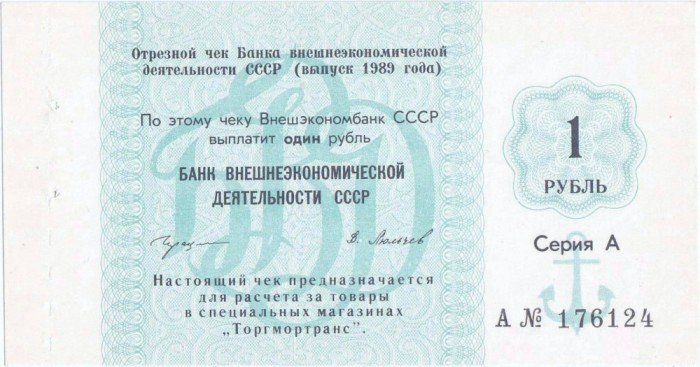 Отрезной чек Банка внешнеэкономической
деятельности СССР (выпуск 1989 года)
По этому чеку Внешэкономбанк СССР
выплатит один рубль
БАНК ВНЕШНЕЭКОНОМИЧЕСКОЙ
ДЕЯТЕЛЬНОСТИ СССР
В.
Настоящий чек предназначается
для расчета за товары
в специальных магазинах
„Торгмортранс".
1
РУБЛЬ
Серия А
А № 176124